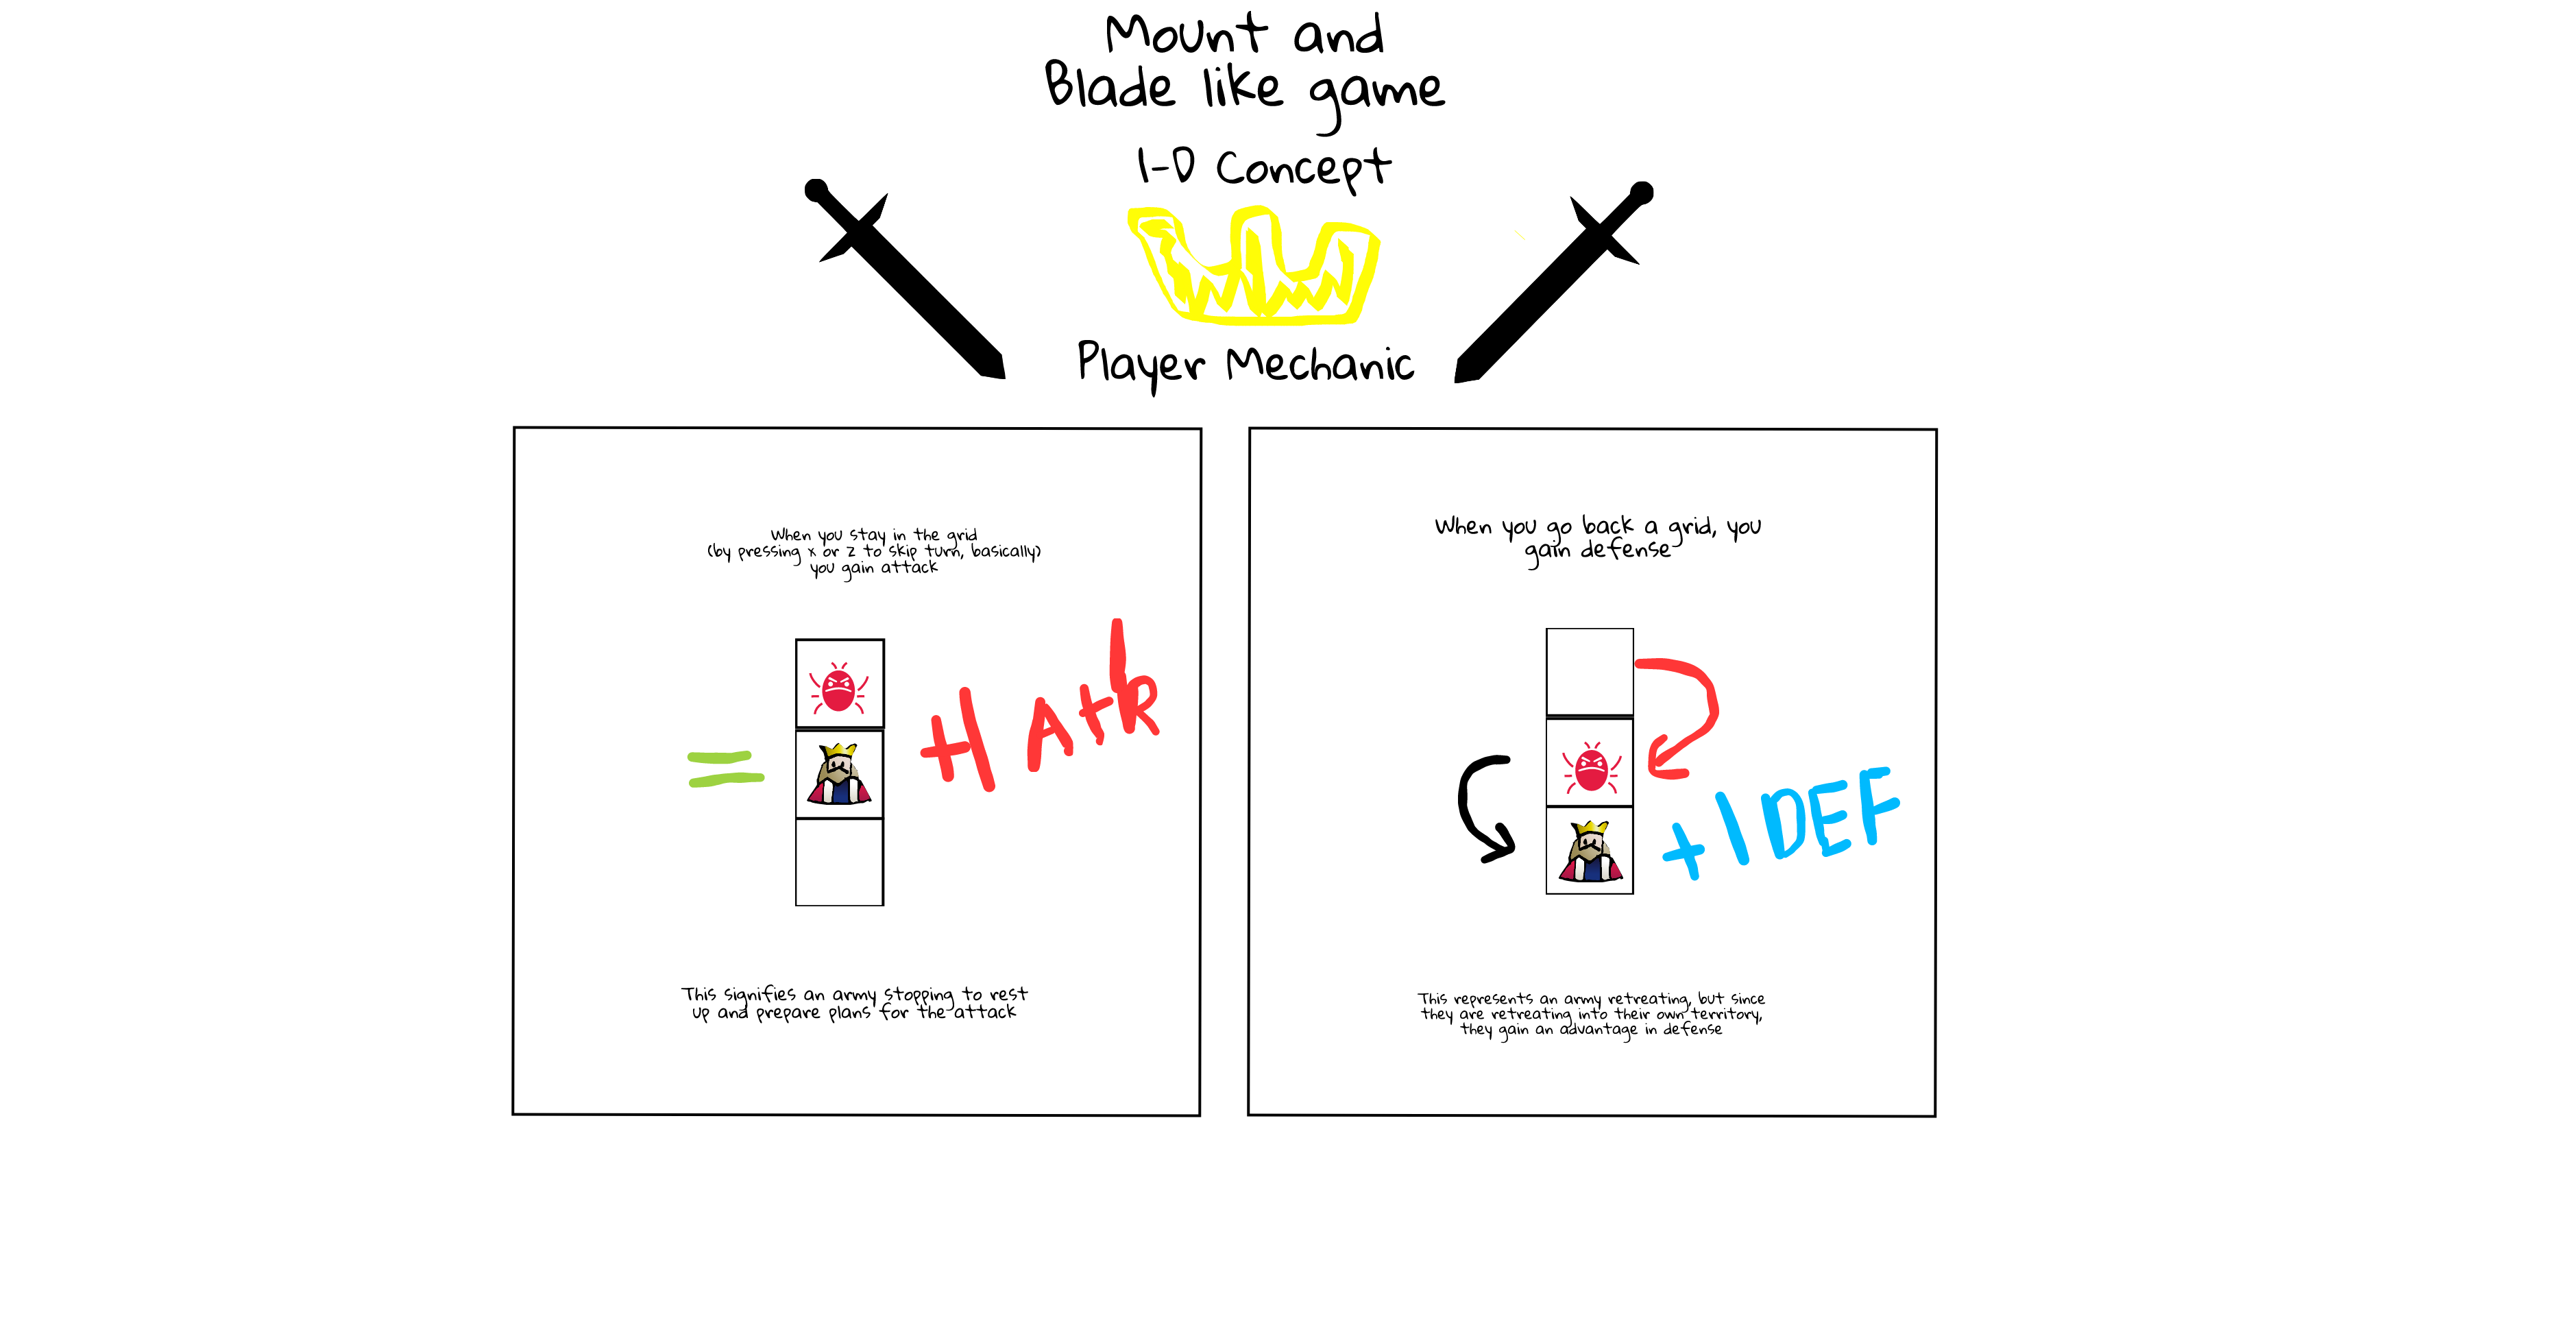 Mount and
Blade like game
1-D Concept
Player Mechanic
When you stay in the grid
(by pressing x or z to skip turn, basically)
you gain attack
+1 Atk
This signifies an army stopping to rest
up and prepare plans for the attack
When you go back a grid, you
gain defense
+1 DEF
This represents an army retreating, but since
they are retreating into their own territory,
they gain an advantage in defense